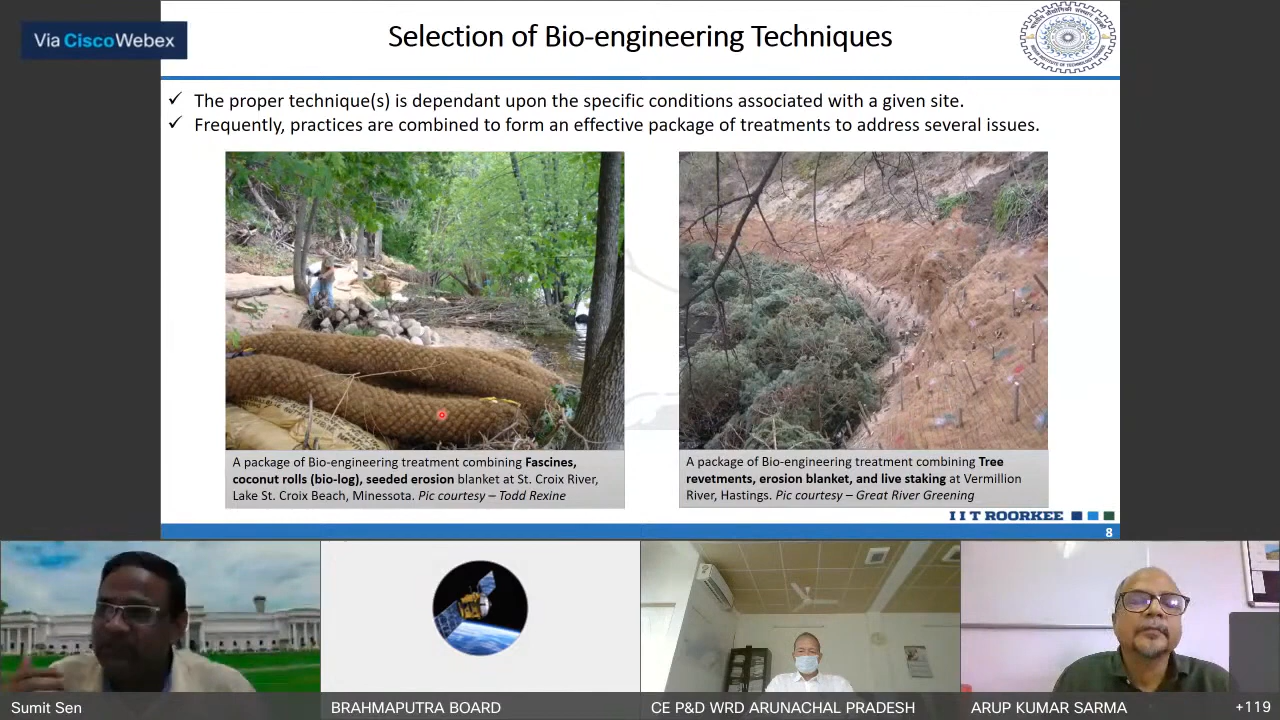 Via CiscoWebex
Selection of Bio-engineering Techniques
✓ The proper technique(s) is dependant upon the specific conditions associated with a given site.
✓ Frequently, practices are combined to form an effective package of treatments to address several issues.
A package of Bio-engineering treatment combining Fascines,
coconut rolls (bio-log), seeded erosion blanket at St. Croix River,
Lake St. Croix Beach, Minessota. Pic courtesy – Todd Rexine
A package of Bio-engineering treatment combining Tree
revetments, erosion blanket, and live staking at Vermillion
River, Hastings. Pic courtesy – Great River Greening
I I T ROORKEE
8
Sumit Sen
BRAHMAPUTRA BOARD
CE P&D WRD ARUNACHAL PRADESH
ARUP KUMAR SARMA
+119